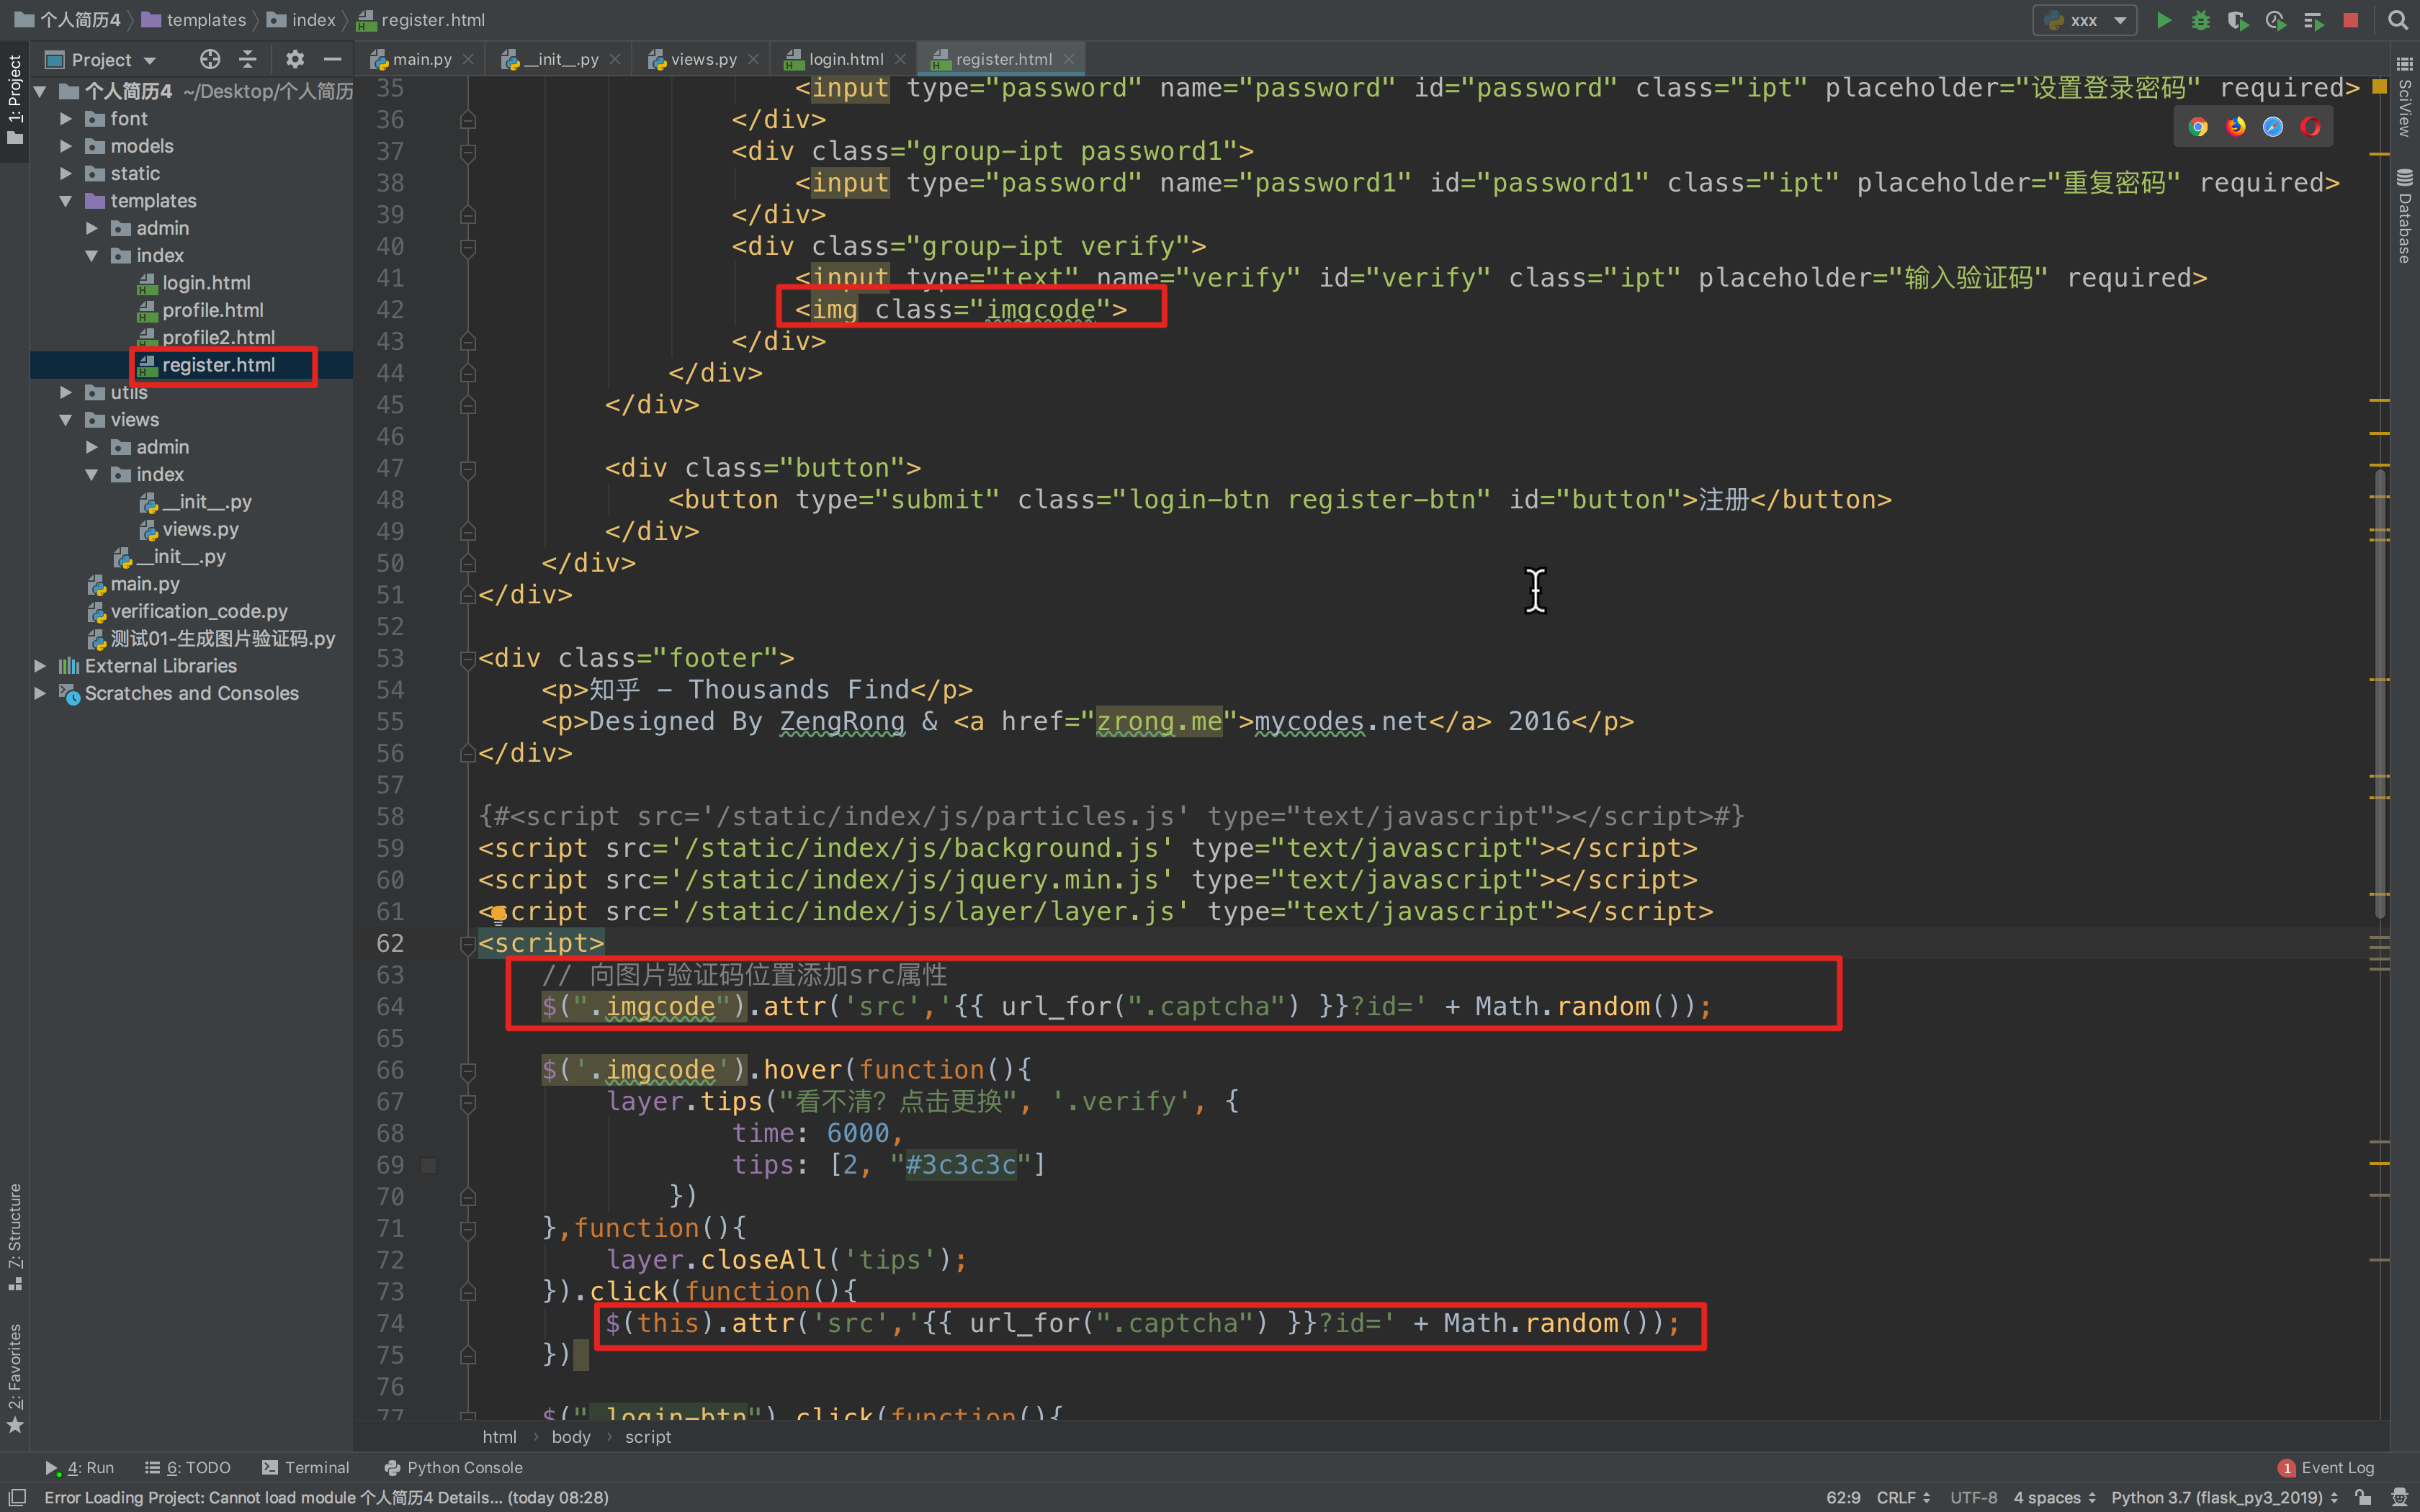 个人简历4 templates index register.html xxx
1: Project
Project
main.py __init__.py views.py login.html register.html
个人简历4 ~/Desktop/个人简历
font
models
static
templates
admin
index
login.html
profile.html
profile2.html
register.html
utils
views
admin
index
__init__.py
views.py
__init__.py
main.py
verification_code.py
测试01-生成图片验证码.py
External Libraries
Scratches and Consoles
35 <input type="password" name="password" id="password" class="ipt" placeholder="设置登录密码" required>
36 </div>
37 <div class="group-ipt password1">
38 <input type="password" name="password1" id="password1" class="ipt" placeholder="重复密码" required>
39 </div>
40 <div class="group-ipt verify">
41 <input type="text" name="verify" id="verify" class="ipt" placeholder="输入验证码" required>
42 <img class="imgcode">
43 </div>
44 </div>
45 </div>
46
47 <div class="button">
48 <button type="submit" class="login-btn register-btn" id="button">注册</button>
49 </div>
50 </div>
51 </div>
52
53 <div class="footer">
54 <p>知乎 - Thousands Find</p>
55 <p>Designed By ZengRong & <a href="zrong.me">mycodes.net</a> 2016</p>
56 </div>
57
58 {#<script src='/static/index/js/particles.js' type="text/javascript"></script>#}
59 <script src='/static/index/js/background.js' type="text/javascript"></script>
60 <script src='/static/index/js/jquery.min.js' type="text/javascript"></script>
61 <script src='/static/index/js/layer/layer.js' type="text/javascript"></script>
62 <script>
63 // 向图片验证码位置添加src属性
64 $(".imgcode").attr('src','{{ url_for(".captcha") }}?id=' + Math.random());
65
66 $('.imgcode').hover(function(){
67 layer.tips("看不清？点击更换", '.verify', {
68 time: 6000,
69 tips: [2, "#3c3c3c"]
70 })
71 },function(){
72 layer.closeAll('tips');
73 }).click(function(){
74 $(this).attr('src','{{ url_for(".captcha") }}?id=' + Math.random());
75 })
76
77 $(".login-btn").click(function(){
html body script
SciView
Database
7: Structure
2: Favorites
4: Run 6: TODO Terminal Python Console 1 Event Log
Error Loading Project: Cannot load module 个人简历4 Details... (today 08:28) 62:9 CRLF UTF-8 4 spaces Python 3.7 (flask_py3_2019)